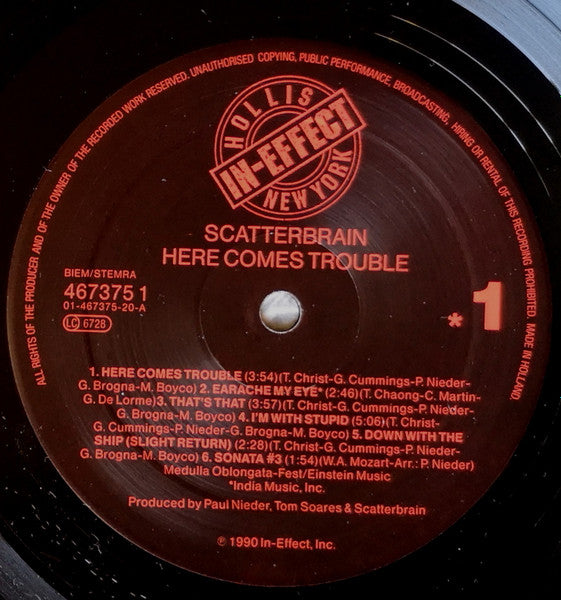 ALL RIGHTS OF THE PRODUCER AND OF THE OWNER OF THE RECORDED WORK RESERVED. UNAUTHORISED COPYING, PUBLIC PERFORMANCE, BROADCASTING, HIRING OR RENTAL OF THIS RECORDING PROHIBITED. MADE IN HOLLAND
HOLLIS
IN-EFFECT
NEW YORK
SCATTERBRAIN
HERE COMES TROUBLE
BIEM/STEMRA
467375 1
01-467375-20-A
LC 6728
*1
1. HERE COMES TROUBLE (3:54)(T. Christ-G. Cummings-P. Nieder-
G. Brogna-M. Boyco) 2. EARACHE MY EYE* (2:46)(T. Chaong-C. Martin-
G. De Lorme)3. THAT'S THAT (3:57)(T. Christ-G. Cummings-P. Nieder-
G. Brogna-M. Boyco) 4. I'M WITH STUPID (5:06)(T. Christ-
G. Cummings-P. Nieder-G. Brogna-M. Boyco) 5. DOWN WITH THE
SHIP (SLIGHT RETURN) (2:28)(T. Christ-G. Cummings-P. Nieder-
G. Brogna-M. Boyco) 6. SONATA #3 (1:54)(W.A. Mozart-Arr.: P. Nieder)
Medulla Oblongata-Fest/Einstein Music
*India Music, Inc.
Produced by Paul Nieder, Tom Soares & Scatterbrain
℗ 1990 In-Effect, Inc.